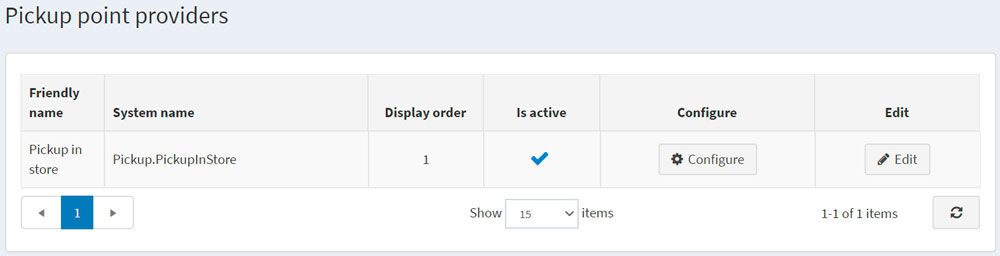 Pickup point providers
Friendly name System name Display order Is active Configure Edit
Pickup in store Pickup.PickupInStore 1 Configure Edit
1 Show 15 items 1-1 of 1 items